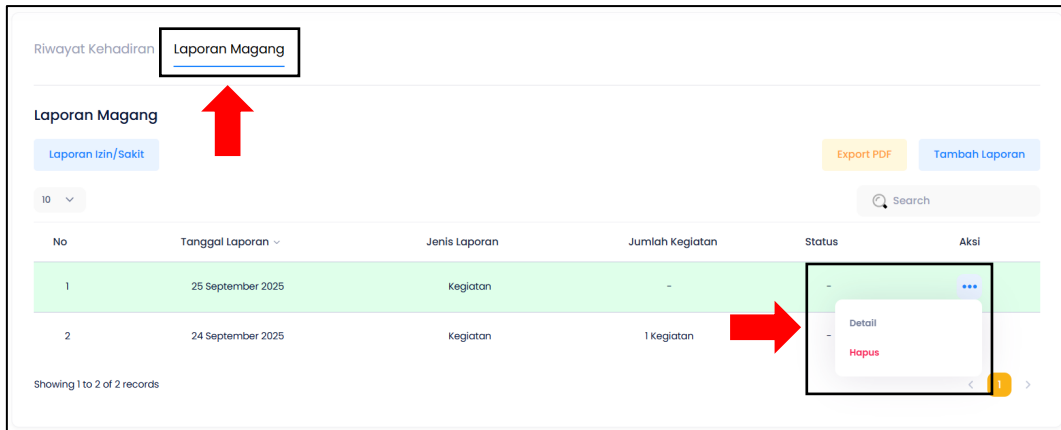 Riwayat Kehadiran Laporan Magang
Laporan Magang
Laporan Izin/Sakit Export PDF Tambah Laporan
10 Search
No Tanggal Laporan Jenis Laporan Jumlah Kegiatan Status Aksi
1 25 September 2025 Kegiatan - - •••
Detail
2 24 September 2025 Kegiatan 1 Kegiatan -
Hapus
Showing 1 to 2 of 2 records < 1 >